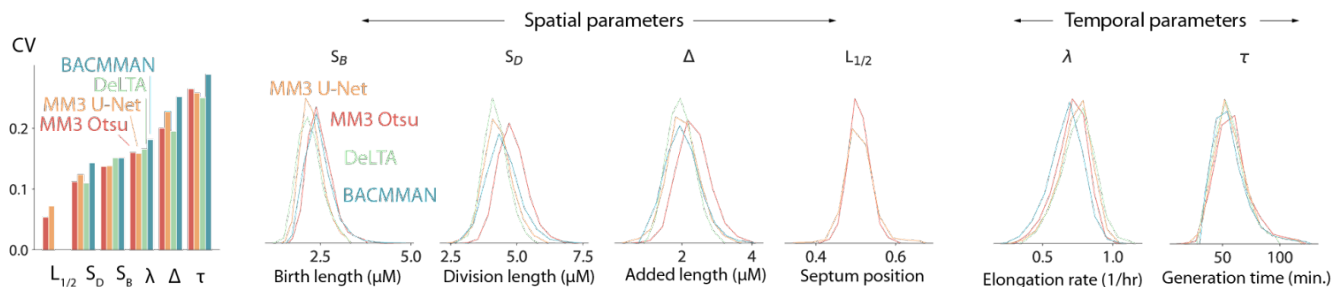 Spatial parameters
Temporal parameters
CV
BACMMAN
DeLTA
MM3 U-Net
MM3 Otsu
0.2
0.1
0.0
L1/2 SD SB λ Δ τ
SB
MM3 U-Net
MM3 Otsu
DeLTA
BACMMAN
2.5 5.0
Birth length (μM)
SD
2.5 5.0 7.5
Division length (μM)
Δ
2 4
Added length (μM)
L1/2
0.4 0.6
Septum position
λ
0.5 1.0
Elongation rate (1/hr)
τ
50 100
Generation time (min.)